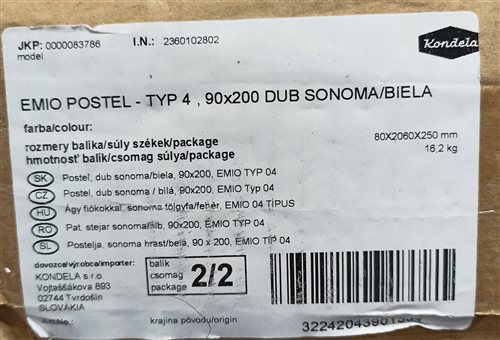 JKP: 0000083786 I.N.: 2360102802
model
Kondela
EMIO POSTEL - TYP 4 , 90x200 DUB SONOMA/BIELA
farba/colour:
rozmery balíka/súly székek/package 80X2060X250 mm
hmotnosť balík/csomag súlya/package 16,2 kg
SK Posteľ, dub sonoma/biela, 90x200, EMIO TYP 04
CZ Postel, dub sonoma / bílá, 90x200, EMIO Typ 04
HU Ágy fiókokkal, sonoma tölgyfa/fehér, EMIO 04 TÍPUS
RO Pat, stejar sonoma/alb, 90x200, EMIO TYP 04
SL Postelja, sonoma hrast/bela, 90 x 200, EMIO TIP 04
dovozca/výrobca/importer:
KONDELA s.r.o
Vojtaššákova 893
02744 Tvrdošín
SLOVÁKIA
balík
csomag 2/2
package
krajina pôvodu/origin